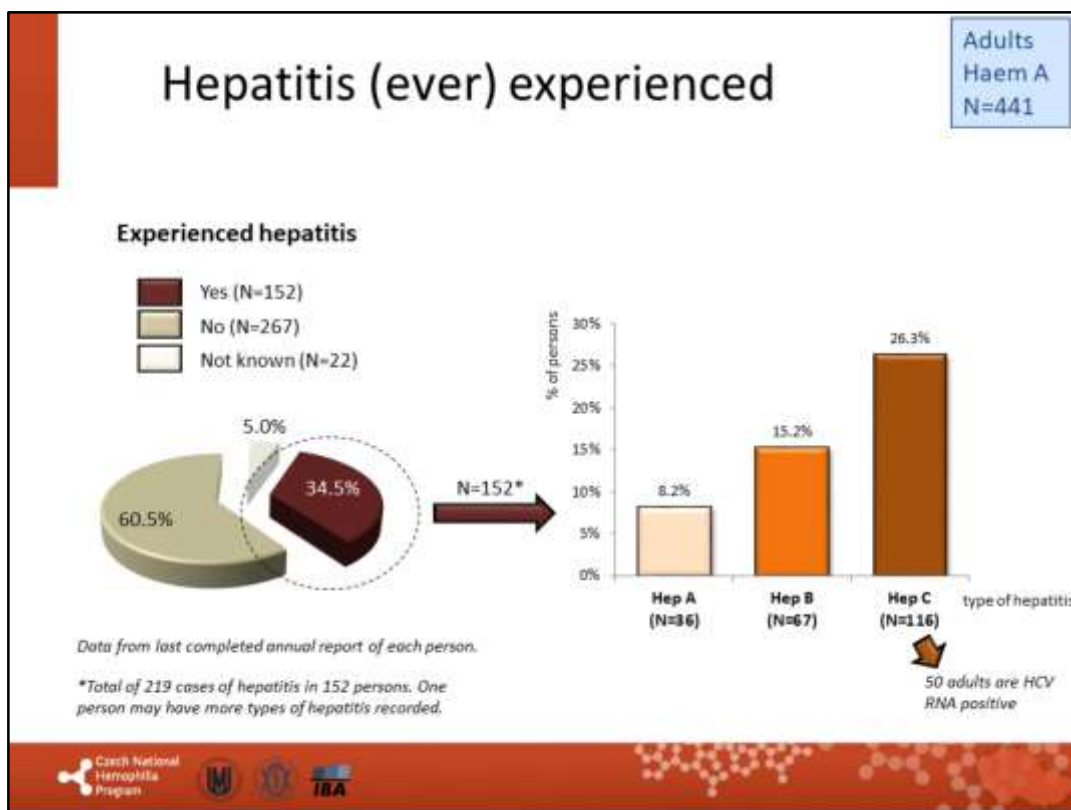 Hepatitis (ever) experienced
Adults
Haem A
N=441
Experienced hepatitis
Yes (N=152)
No (N=267)
Not known (N=22)
5.0%
34.5%
60.5%
N=152*
% of persons
30%
25%
20%
15%
10%
5%
0%
8.2%
15.2%
26.3%
Hep A
(N=36)
Hep B
(N=67)
Hep C
(N=116)
type of hepatitis
50 adults are HCV
RNA positive
Data from last completed annual report of each person.
*Total of 219 cases of hepatitis in 152 persons. One
person may have more types of hepatitis recorded.
Czech National
Hemophilia
Program
IBA